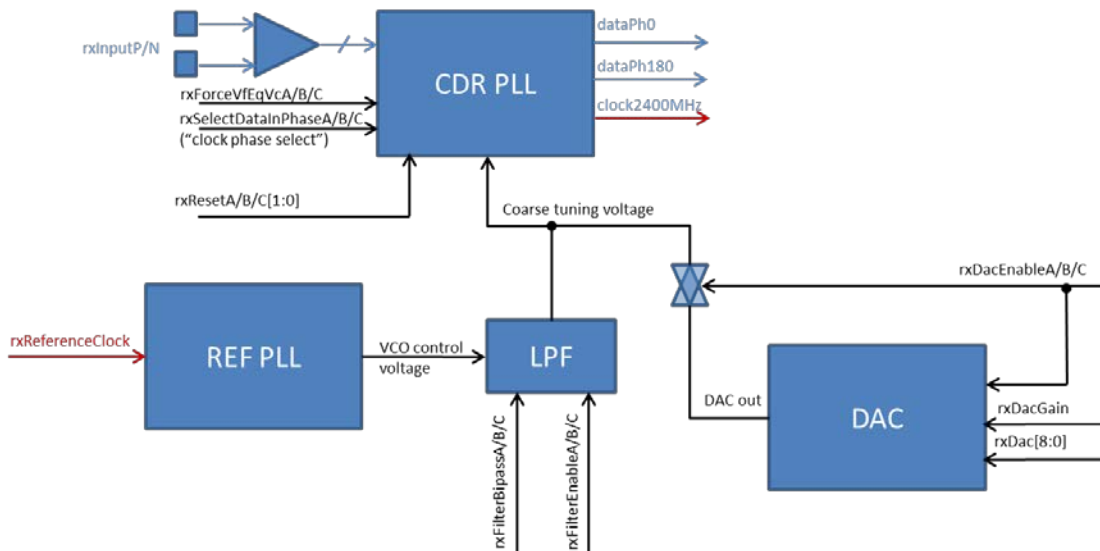 dataPh0
rxInputP/N
dataPh180
CDR PLL
rxForceVfEqVcA/B/C
clock2400MHz
rxSelectDataInPhaseA/B/C
(“clock phase select”)
rxResetA/B/C[1:0]
Coarse tuning voltage
rxDacEnableA/B/C
rxReferenceClock
REF PLL
VCO control
voltage
LPF
DAC out
DAC
rxDacGain
rxDac[8:0]
rxFilterBipassA/B/C
rxFilterEnableA/B/C